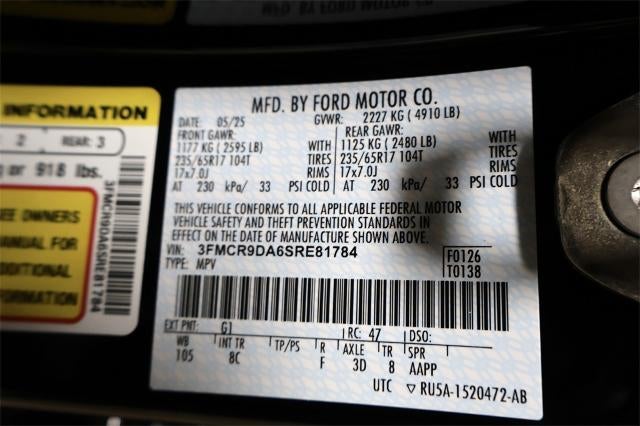 MFD. BY FORD MOTOR CO.
INFORMATION
2 REAR: 3
or 918 lbs.
SEE OWNERS
MANUAL FOR
ADDITIONAL
3FMCR9DA6SRE81784
MFD. BY FORD MOTOR CO.
DATE: 05/25 GVWR: 2227 KG ( 4910 LB)
FRONT GAWR: REAR GAWR:
1177 KG ( 2595 LB) WITH 1125 KG ( 2480 LB) WITH
235/65R17 104T TIRES 235/65R17 104T TIRES
17x7.0J RIMS 17x7.0J RIMS
AT 230 kPa/ 33 PSI COLD AT 230 kPa/ 33 PSI COLD
THIS VEHICLE CONFORMS TO ALL APPLICABLE FEDERAL MOTOR
VEHICLE SAFETY AND THEFT PREVENTION STANDARDS IN
EFFECT ON THE DATE OF MANUFACTURE SHOWN ABOVE.
VIN: 3FMCR9DA6SRE81784 F0126
TYPE: MPV T0138
EXT PNT: G1 RC: 47 DSO:
WB INT TR TP/PS R AXLE TR SPR
105 8C F 3D 8 AAPP
UTC ▽ RU5A-1520472-AB